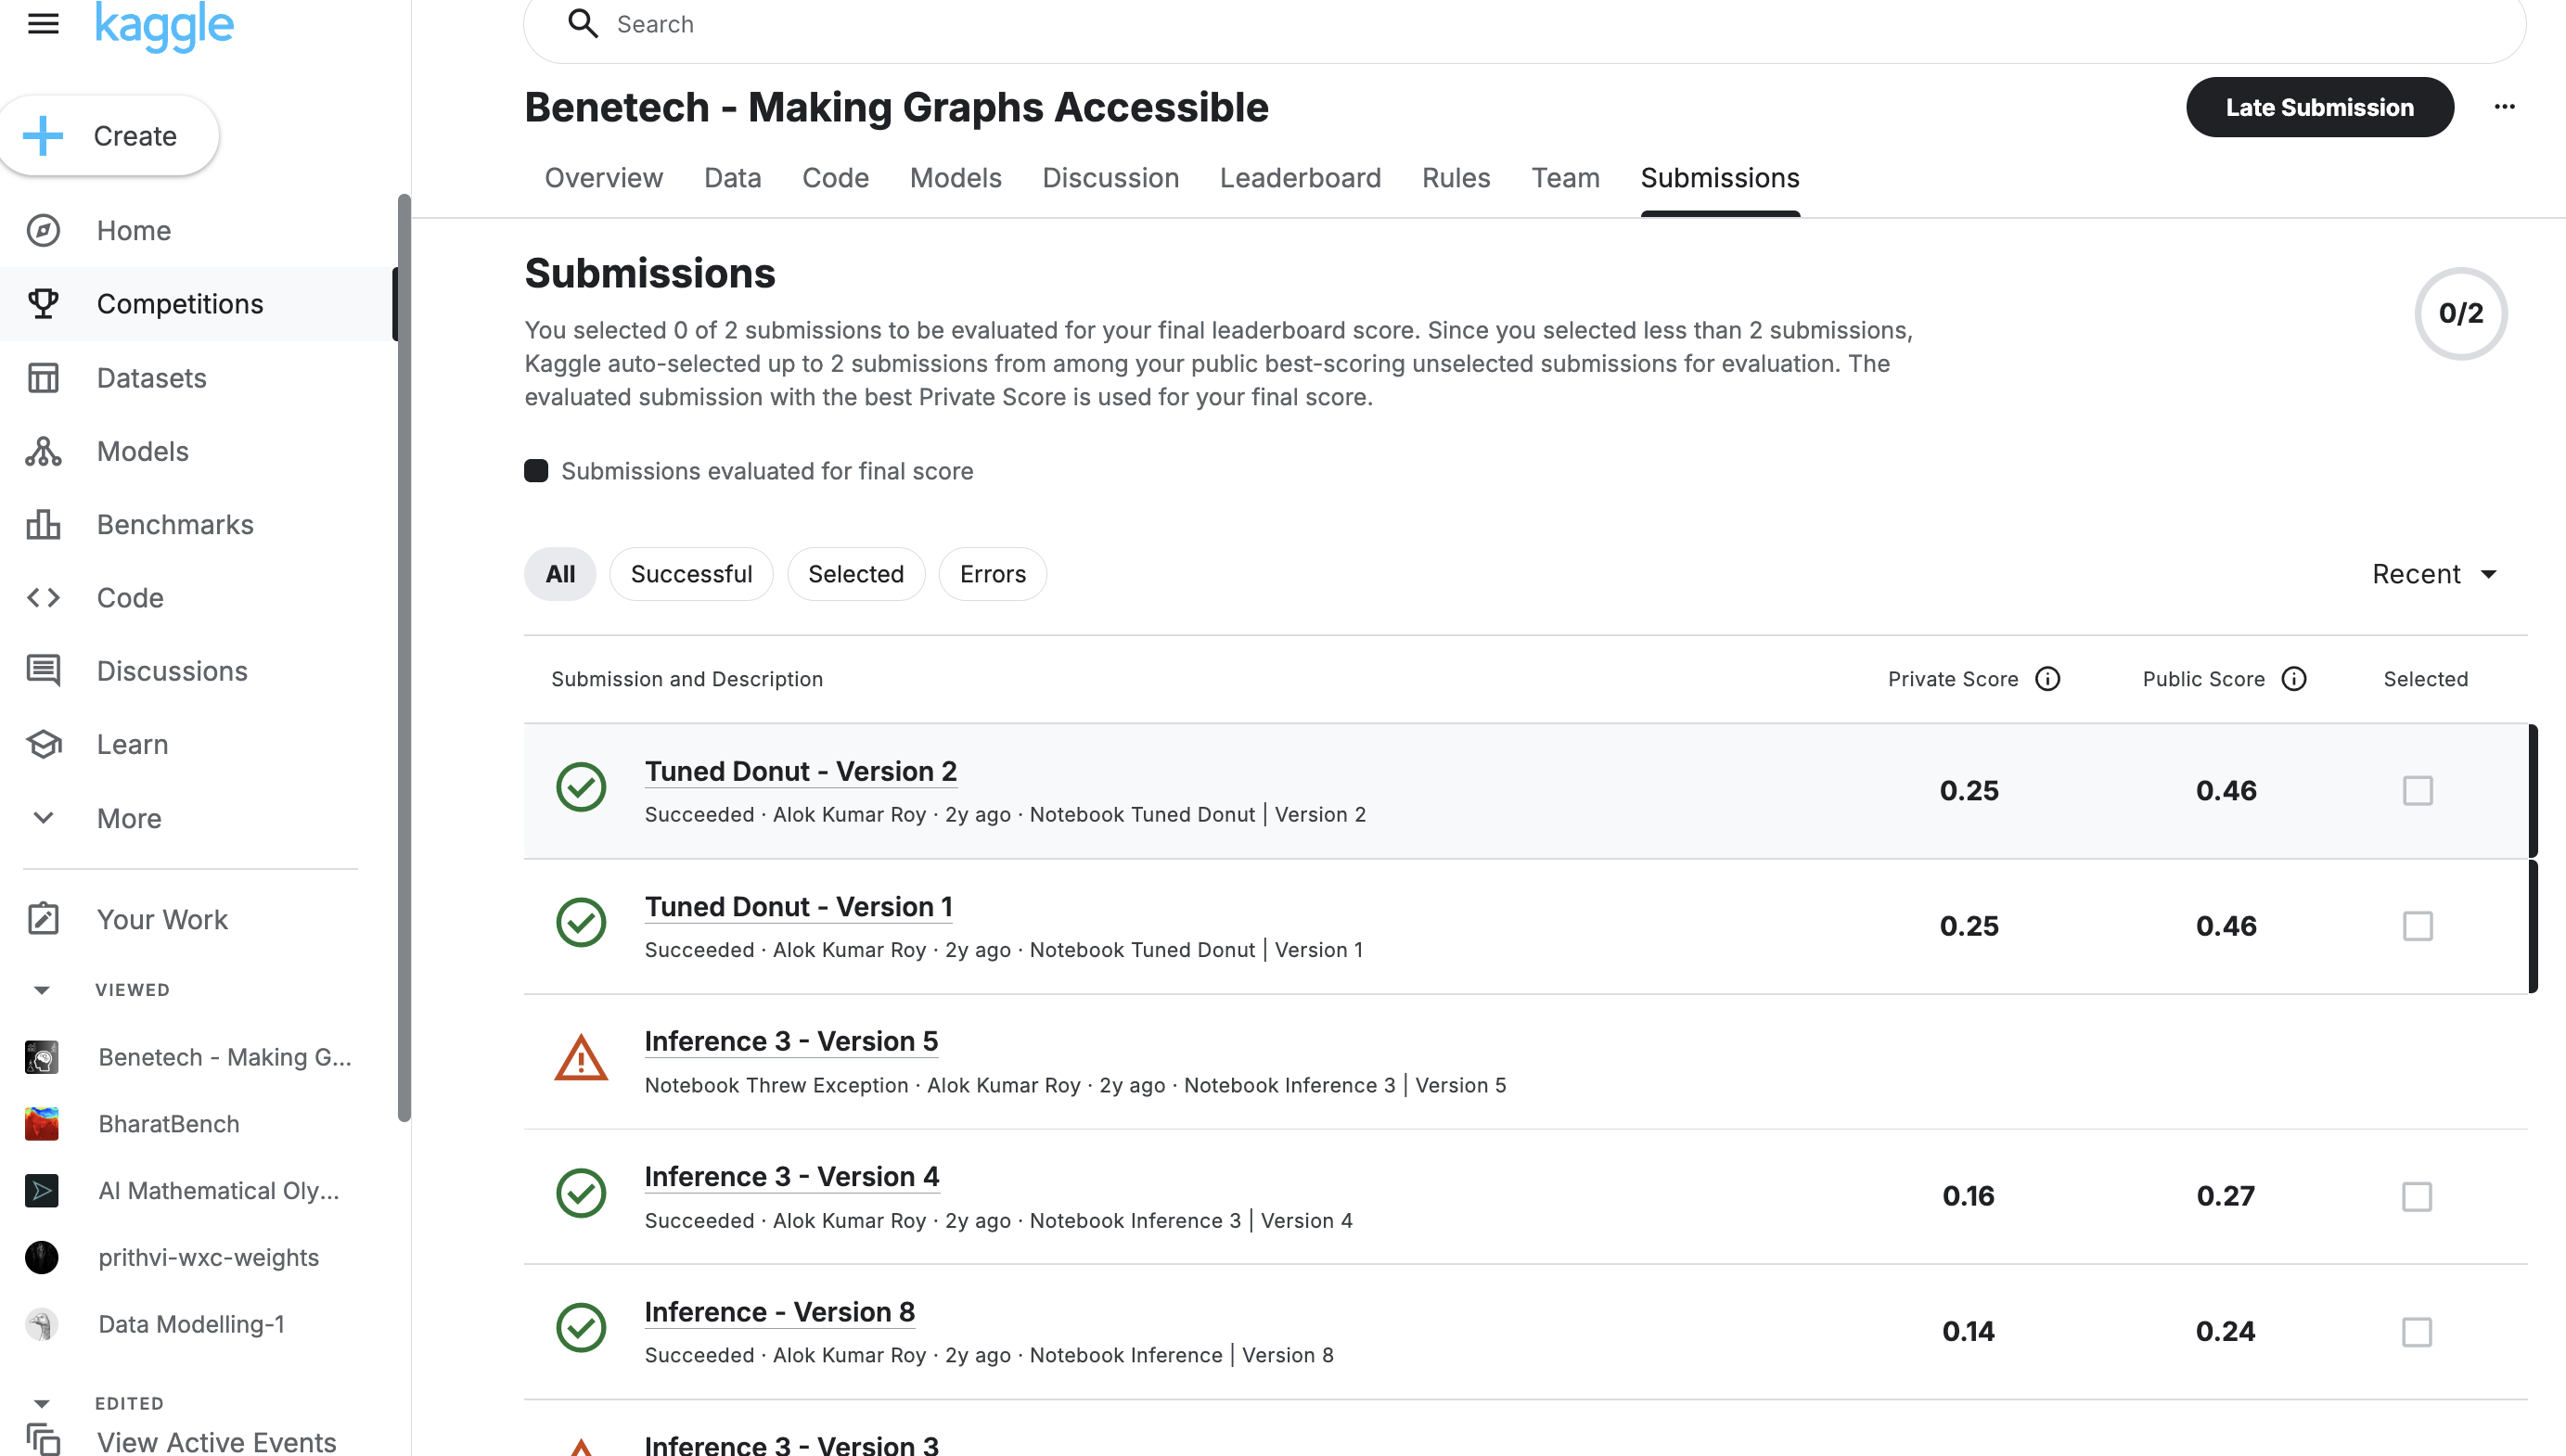 kaggle
Search
Create
Home
Competitions
Datasets
Models
Benchmarks
Code
Discussions
Learn
More
Your Work
VIEWED
Benetech - Making G...
BharatBench
AI Mathematical Oly...
prithvi-wxc-weights
Data Modelling-1
EDITED
View Active Events
Benetech - Making Graphs Accessible
Late Submission
...
Overview Data Code Models Discussion Leaderboard Rules Team Submissions
Submissions
You selected 0 of 2 submissions to be evaluated for your final leaderboard score. Since you selected less than 2 submissions,
Kaggle auto-selected up to 2 submissions from among your public best-scoring unselected submissions for evaluation. The
evaluated submission with the best Private Score is used for your final score.
0/2
Submissions evaluated for final score
All Successful Selected Errors
Recent
Submission and Description Private Score Public Score Selected
Tuned Donut - Version 2
Succeeded · Alok Kumar Roy · 2y ago · Notebook Tuned Donut | Version 2
0.25 0.46
Tuned Donut - Version 1
Succeeded · Alok Kumar Roy · 2y ago · Notebook Tuned Donut | Version 1
0.25 0.46
Inference 3 - Version 5
Notebook Threw Exception · Alok Kumar Roy · 2y ago · Notebook Inference 3 | Version 5
Inference 3 - Version 4
Succeeded · Alok Kumar Roy · 2y ago · Notebook Inference 3 | Version 4
0.16 0.27
Inference - Version 8
Succeeded · Alok Kumar Roy · 2y ago · Notebook Inference | Version 8
0.14 0.24
Inference 3 - Version 3